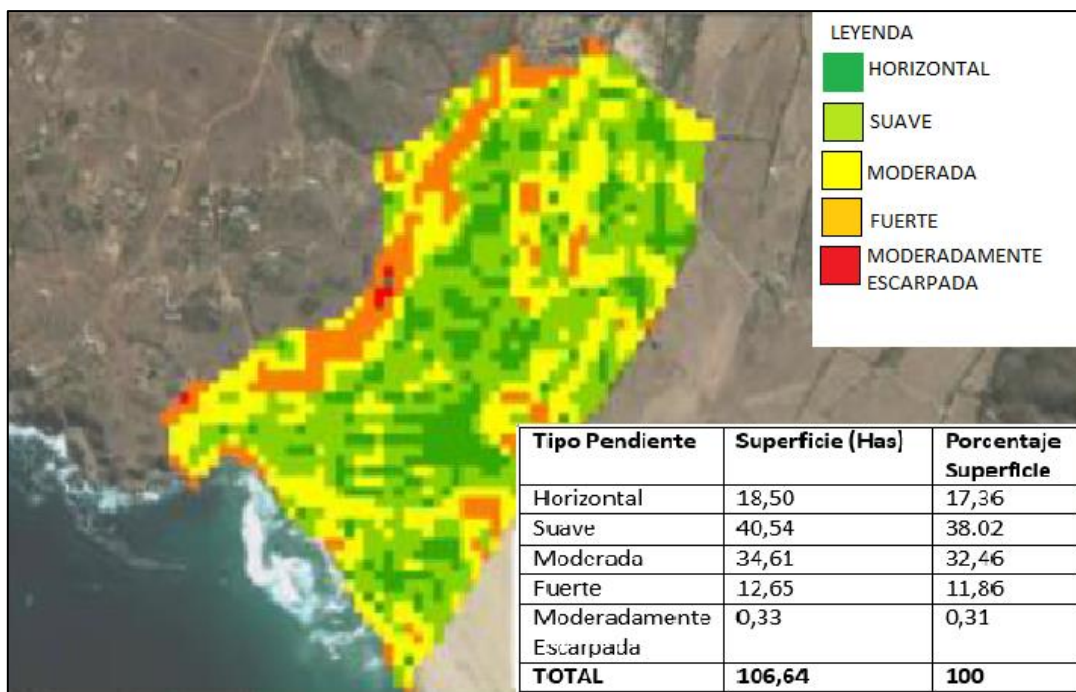 LEYENDA
HORIZONTAL
SUAVE
MODERADA
FUERTE
MODERADAMENTE
ESCARPADA
Tipo Pendiente Superficie (Has) Porcentaje
Superficie
Horizontal 18,50 17,36
Suave 40,54 38.02
Moderada 34,61 32,46
Fuerte 12,65 11,86
Moderadamente 0,33 0,31
Escarpada
TOTAL 106,64 100